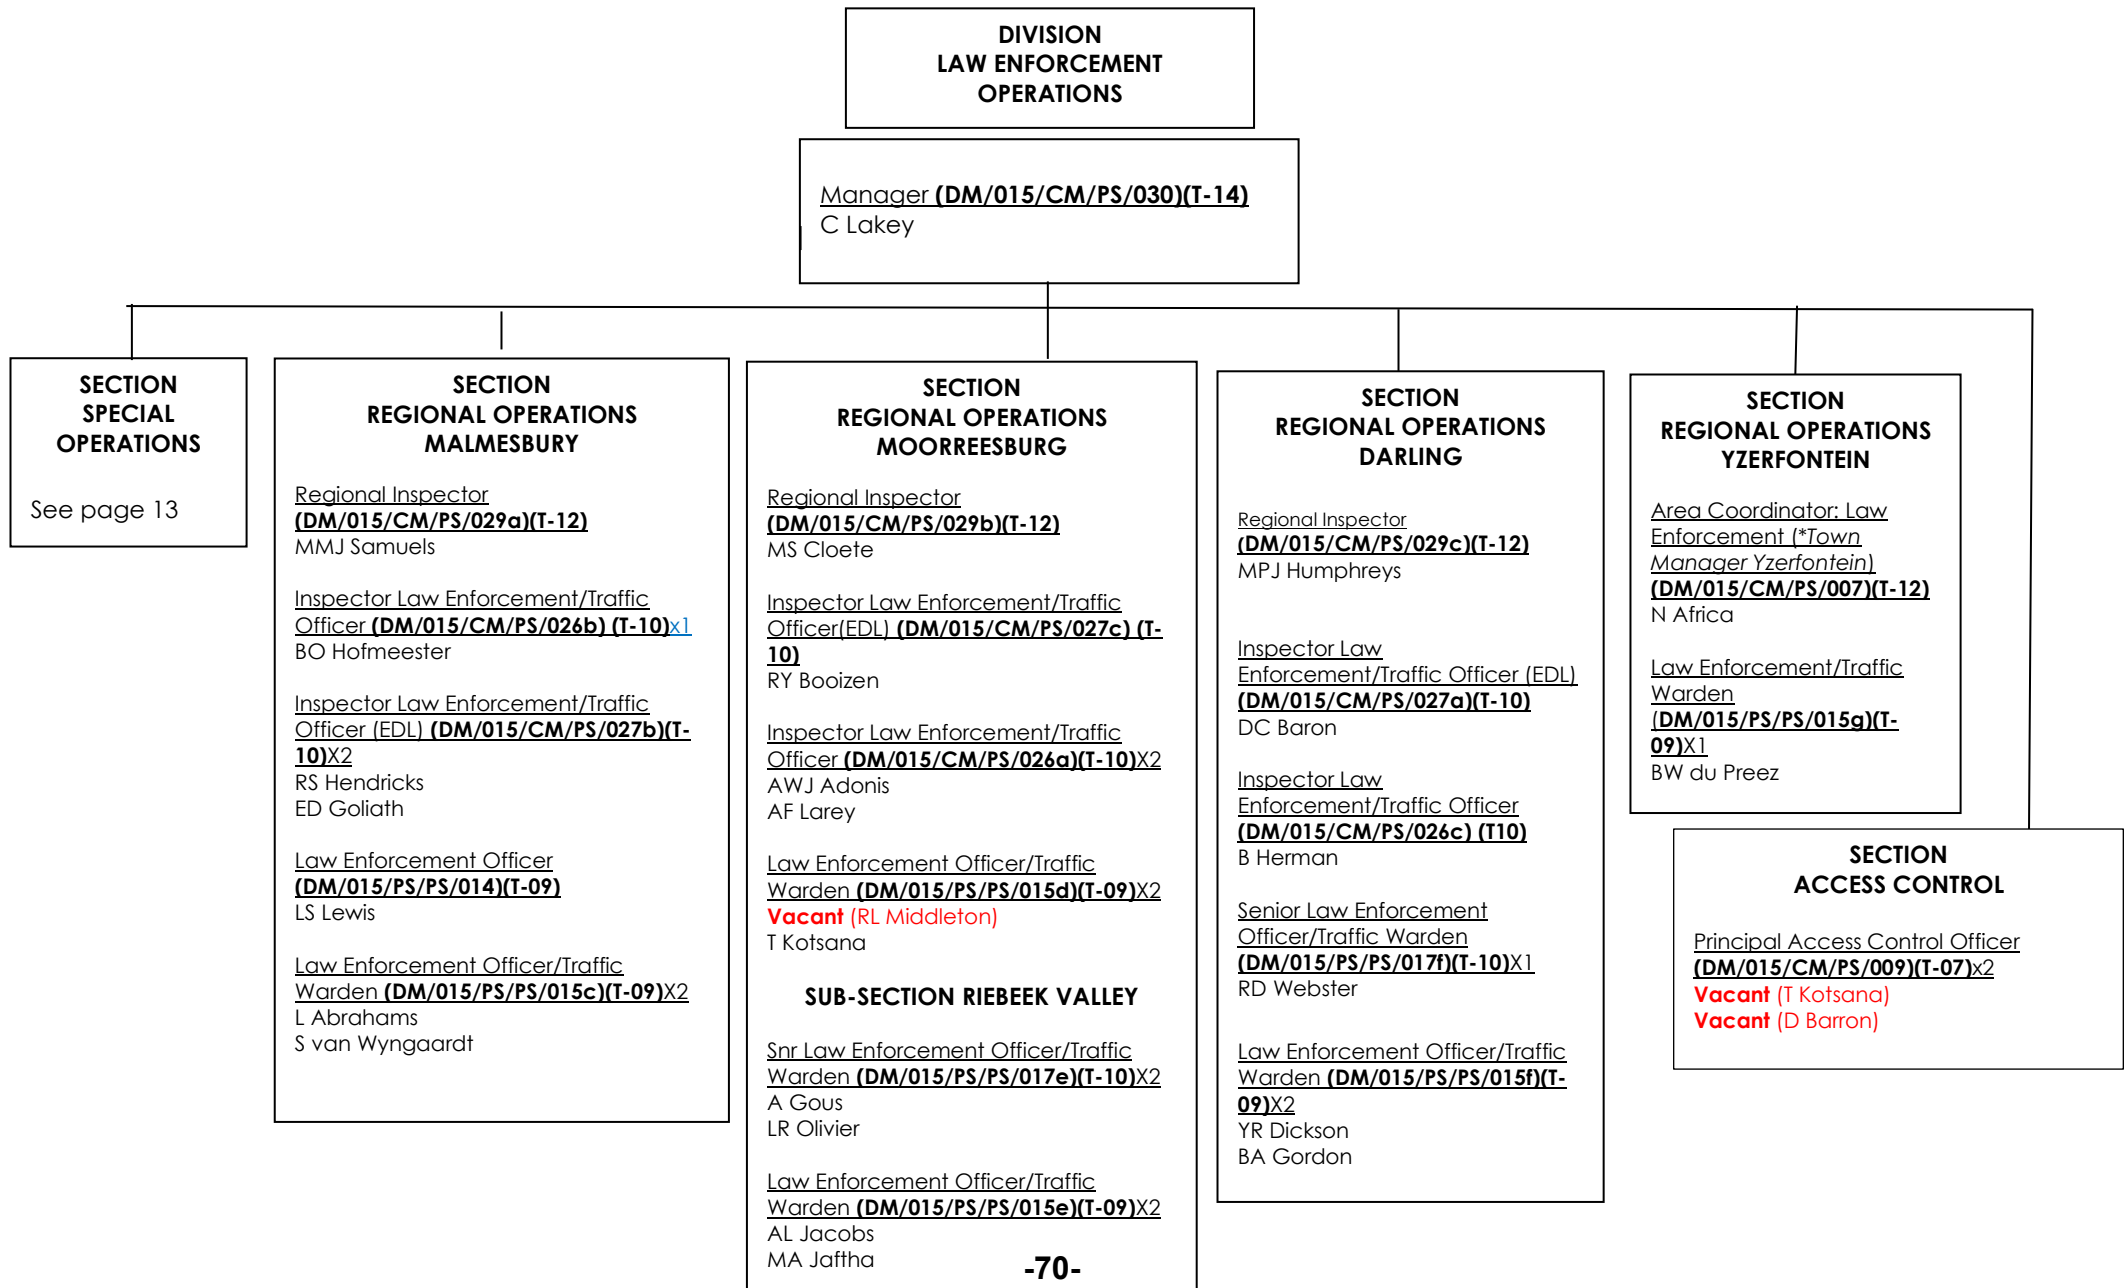 DIVISION
LAW ENFORCEMENT
OPERATIONS
Manager (DM/015/CM/PS/030)(T-14)
C Lakey
SECTION
SPECIAL
OPERATIONS
See page 13
SECTION
REGIONAL OPERATIONS
MALMESBURY
Regional Inspector
(DM/015/CM/PS/029a)(T-12)
MMJ Samuels
Inspector Law Enforcement/Traffic
Officer (DM/015/CM/PS/026b) (T-10)x1
BO Hofmeester
Inspector Law Enforcement/Traffic
Officer (EDL) (DM/015/CM/PS/027b)(T-
10)X2
RS Hendricks
ED Goliath
Law Enforcement Officer
(DM/015/PS/PS/014)(T-09)
LS Lewis
Law Enforcement Officer/Traffic
Warden (DM/015/PS/PS/015c)(T-09)X2
L Abrahams
S van Wyngaardt
SECTION
REGIONAL OPERATIONS
MOORREESBURG
Regional Inspector
(DM/015/CM/PS/029b)(T-12)
MS Cloete
Inspector Law Enforcement/Traffic
Officer(EDL) (DM/015/CM/PS/027c) (T-
10)
RY Booizen
Inspector Law Enforcement/Traffic
Officer (DM/015/CM/PS/026a)(T-10)X2
AWJ Adonis
AF Larey
Law Enforcement Officer/Traffic
Warden (DM/015/PS/PS/015d)(T-09)X2
Vacant (RL Middleton)
T Kotsana
SUB-SECTION RIEBEEK VALLEY
Snr Law Enforcement Officer/Traffic
Warden (DM/015/PS/PS/017e)(T-10)X2
A Gous
LR Olivier
Law Enforcement Officer/Traffic
Warden (DM/015/PS/PS/015e)(T-09)X2
AL Jacobs
MA Jaftha
SECTION
REGIONAL OPERATIONS
DARLING
Regional Inspector
(DM/015/CM/PS/029c)(T-12)
MPJ Humphreys
Inspector Law
Enforcement/Traffic Officer (EDL)
(DM/015/CM/PS/027a)(T-10)
DC Baron
Inspector Law
Enforcement/Traffic Officer
(DM/015/CM/PS/026c) (T10)
B Herman
Senior Law Enforcement
Officer/Traffic Warden
(DM/015/PS/PS/017f)(T-10)X1
RD Webster
Law Enforcement Officer/Traffic
Warden (DM/015/PS/PS/015f)(T-
09)X2
YR Dickson
BA Gordon
SECTION
REGIONAL OPERATIONS
YZERFONTEIN
Area Coordinator: Law
Enforcement (*Town
Manager Yzerfontein)
(DM/015/CM/PS/007)(T-12)
N Africa
Law Enforcement/Traffic
Warden
(DM/015/PS/PS/015g)(T-
09)X1
BW du Preez
SECTION
ACCESS CONTROL
Principal Access Control Officer
(DM/015/CM/PS/009)(T-07)x2
Vacant (T Kotsana)
Vacant (D Barron)
-70-